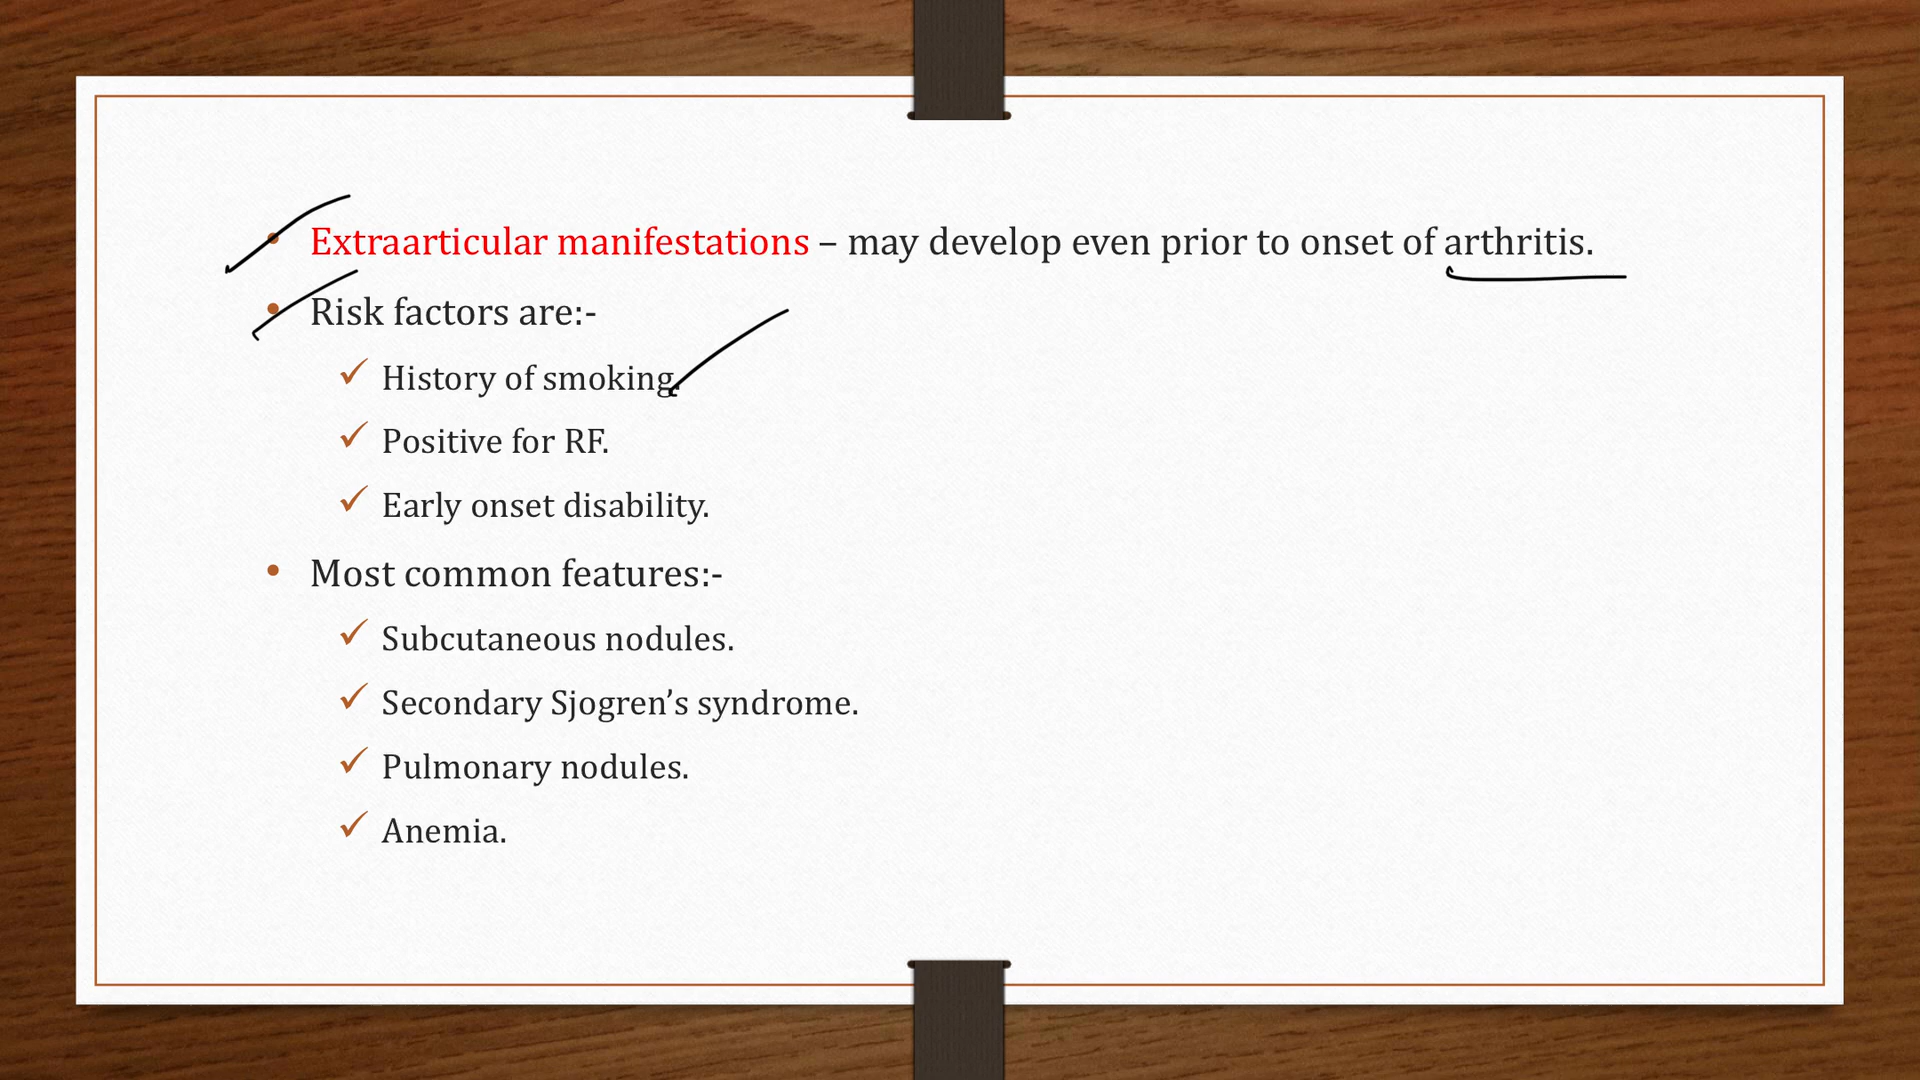 Extraarticular manifestations – may develop even prior to onset of arthritis.
Risk factors are:-
History of smoking.
Positive for RF.
Early onset disability.
Most common features:-
Subcutaneous nodules.
Secondary Sjogren’s syndrome.
Pulmonary nodules.
Anemia.